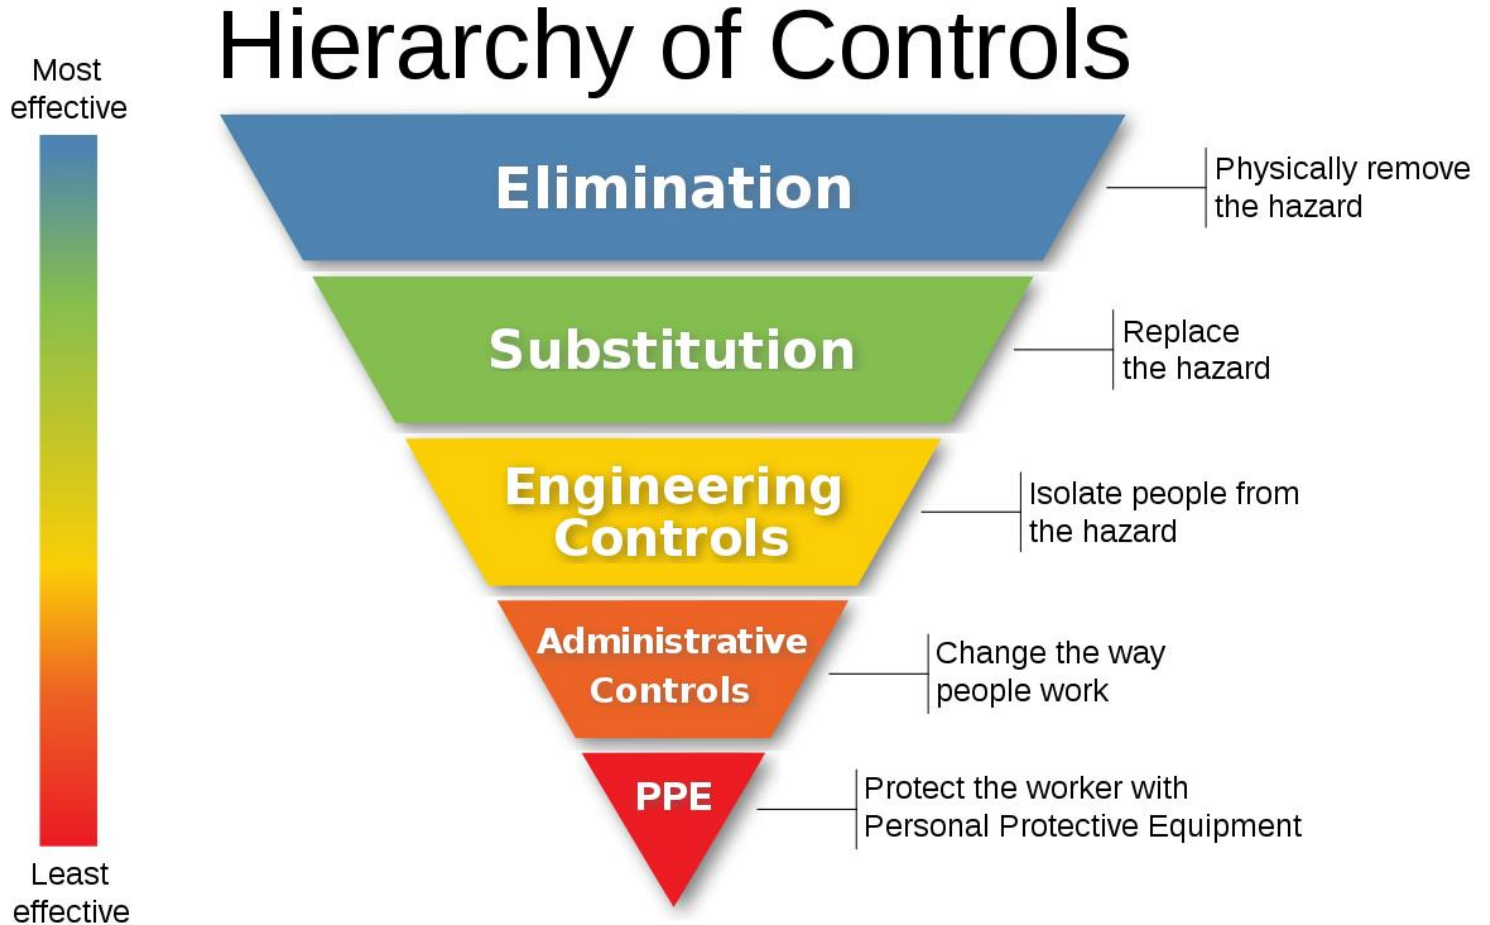 Hierarchy of Controls
Most
effective
Elimination
Physically remove
the hazard
Substitution
Replace
the hazard
Engineering
Controls
Isolate people from
the hazard
Administrative
Controls
Change the way
people work
PPE
Protect the worker with
Personal Protective Equipment
Least
effective